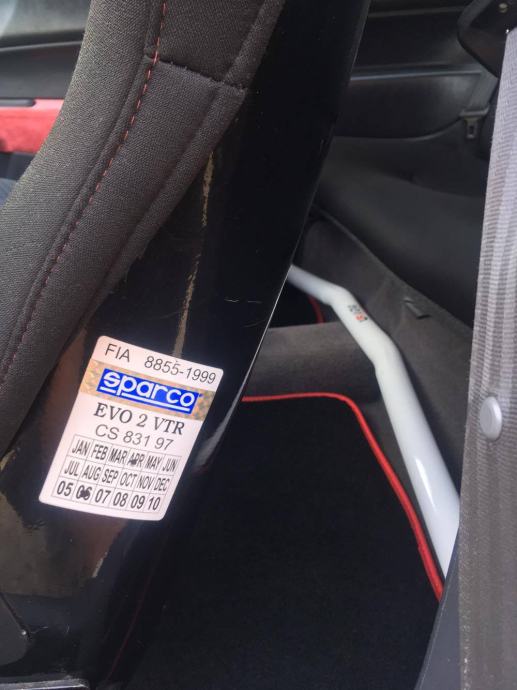 FIA 8855-1999
sparco
EVO 2 VTR
CS 831 97
JAN FEB MAR APR MAY JUN
JUL AUG SEP OCT NOV DEC
05 06 07 08 09 10